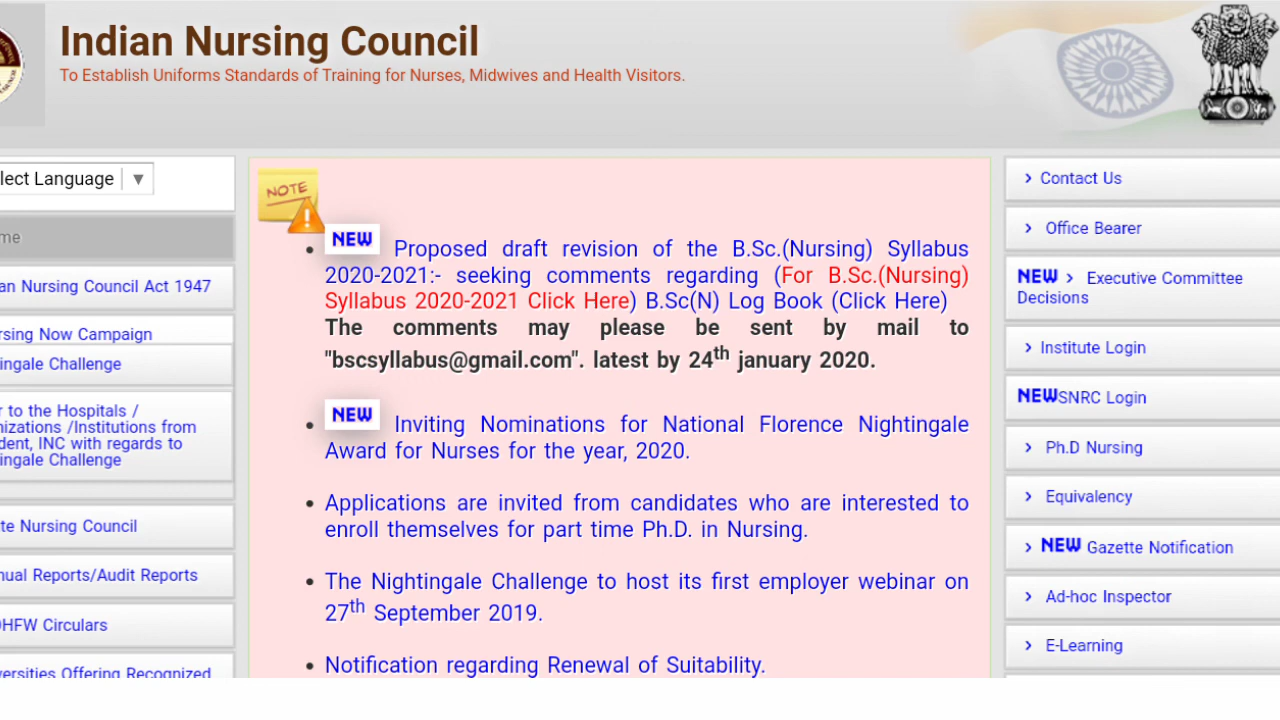 Indian Nursing Council
To Establish Uniforms Standards of Training for Nurses, Midwives and Health Visitors.
lect Language ▼
me
an Nursing Council Act 1947
rsing Now Campaign
ingale Challenge
r to the Hospitals /
nizations /Institutions from
dent, INC with regards to
ingale Challenge
te Nursing Council
nual Reports/Audit Reports
HFW Circulars
versities Offering Recognized
NOTE
NEW Proposed draft revision of the B.Sc.(Nursing) Syllabus
2020-2021:- seeking comments regarding (For B.Sc.(Nursing)
Syllabus 2020-2021 Click Here) B.Sc(N) Log Book (Click Here)
The comments may please be sent by mail to
"bscsyllabus@gmail.com". latest by 24th january 2020.
NEW Inviting Nominations for National Florence Nightingale
Award for Nurses for the year, 2020.
Applications are invited from candidates who are interested to
enroll themselves for part time Ph.D. in Nursing.
The Nightingale Challenge to host its first employer webinar on
27th September 2019.
Notification regarding Renewal of Suitability.
> Contact Us
> Office Bearer
NEW > Executive Committee
Decisions
> Institute Login
NEWSNRC Login
> Ph.D Nursing
> Equivalency
> NEW Gazette Notification
> Ad-hoc Inspector
> E-Learning